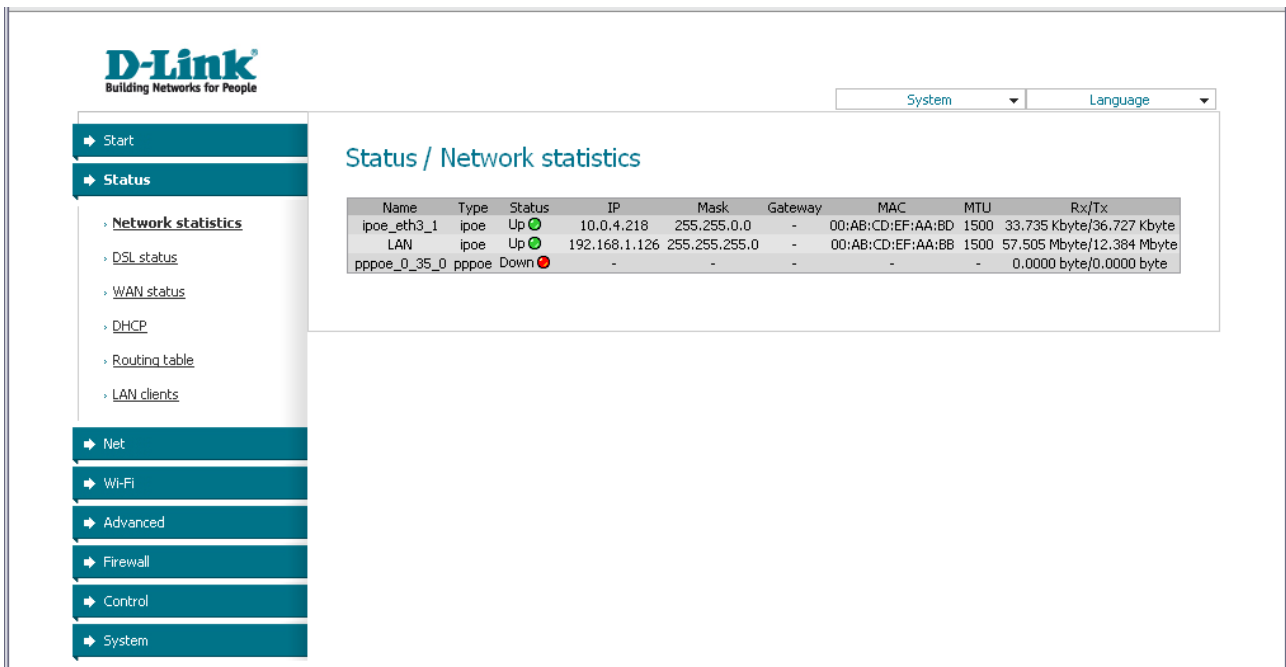 D-Link
Building Networks for People
System Language
Start
Status
Network statistics
DSL status
WAN status
DHCP
Routing table
LAN clients
Net
Wi-Fi
Advanced
Firewall
Control
System
Status / Network statistics
Name Type Status IP Mask Gateway MAC MTU Rx/Tx
ipoe_eth3_1 ipoe Up 10.0.4.218 255.255.0.0 - 00:AB:CD:EF:AA:BD 1500 33.735 Kbyte/36.727 Kbyte
LAN ipoe Up 192.168.1.126 255.255.255.0 - 00:AB:CD:EF:AA:BB 1500 57.505 Mbyte/12.384 Mbyte
pppoe_0_35_0 pppoe Down - - - - - 0.0000 byte/0.0000 byte